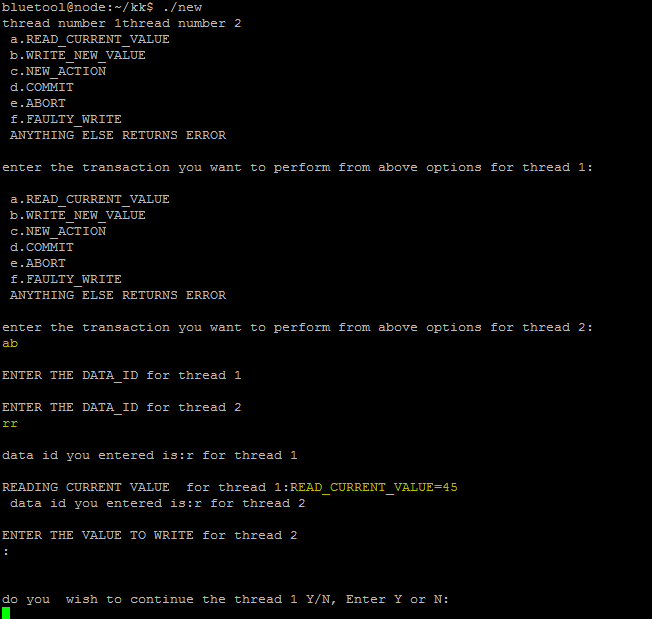 bluetool@node:~/kk$ ./new
thread number 1thread number 2
a.READ_CURRENT_VALUE
b.WRITE_NEW_VALUE
c.NEW_ACTION
d.COMMIT
e.ABORT
f.FAULTY_WRITE
ANYTHING ELSE RETURNS ERROR
enter the transaction you want to perform from above options for thread 1:
a.READ_CURRENT_VALUE
b.WRITE_NEW_VALUE
c.NEW_ACTION
d.COMMIT
e.ABORT
f.FAULTY_WRITE
ANYTHING ELSE RETURNS ERROR
enter the transaction you want to perform from above options for thread 2:
ab
ENTER THE DATA_ID for thread 1
ENTER THE DATA_ID for thread 2
rr
data id you entered is:r for thread 1
READING CURRENT VALUE  for thread 1:READ_CURRENT_VALUE=45
data id you entered is:r for thread 2
ENTER THE VALUE TO WRITE for thread 2
:
do you  wish to continue the thread 1 Y/N, Enter Y or N: